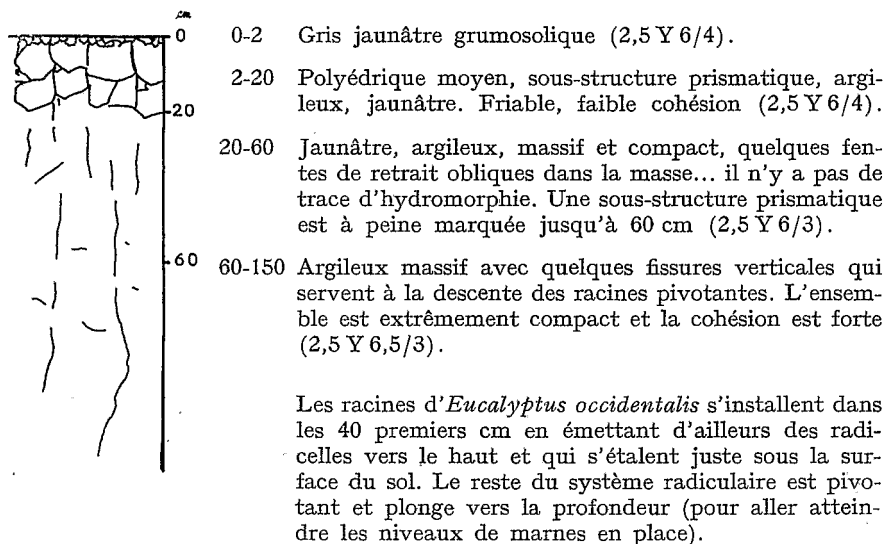 cm
0
20
60
0-2 Gris jaunâtre grumosolique (2,5 Y 6/4).
2-20 Polyédrique moyen, sous-structure prismatique, argi-
leux, jaunâtre. Friable, faible cohésion (2,5 Y 6/4).
20-60 Jaunâtre, argileux, massif et compact, quelques fen-
tes de retrait obliques dans la masse... il n'y a pas de
trace d'hydromorphie. Une sous-structure prismatique
est à peine marquée jusqu'à 60 cm (2,5 Y 6/3).
60-150 Argileux massif avec quelques fissures verticales qui
servent à la descente des racines pivotantes. L'ensem-
ble est extrêmement compact et la cohésion est forte
(2,5 Y 6,5/3).
Les racines d'Eucalyptus occidentalis s'installent dans
les 40 premiers cm en émettant d'ailleurs des radi-
celles vers le haut et qui s'étalent juste sous la sur-
face du sol. Le reste du système radiculaire est pivo-
tant et plonge vers la profondeur (pour aller attein-
dre les niveaux de marnes en place).